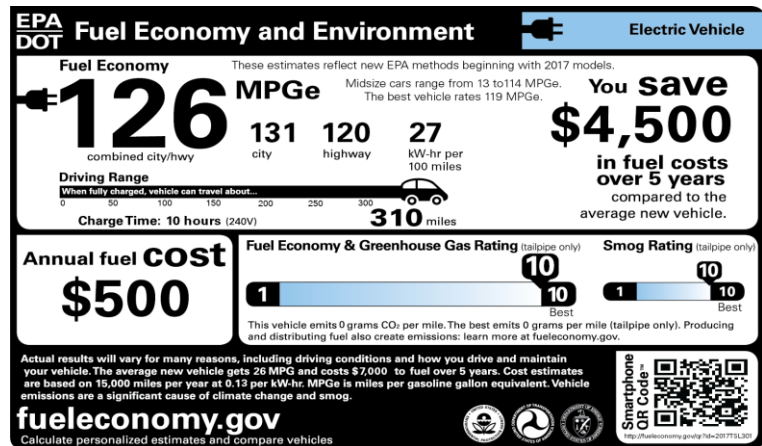 EPA
DOT
Fuel Economy and Environment
Electric Vehicle
Fuel Economy
These estimates reflect new EPA methods beginning with 2017 models.
126
MPGe
combined city/hwy
Midsize cars range from 13 to114 MPGe.
The best vehicle rates 119 MPGe.
131
city
120
highway
27
kW-hr per
100 miles
Driving Range
When fully charged, vehicle can travel about...
0 50 100 150 200 250 300
310 miles
Charge Time: 10 hours (240V)
You save
$4,500
in fuel costs
over 5 years
compared to the
average new vehicle.
Annual fuel cost
$500
Fuel Economy & Greenhouse Gas Rating (tailpipe only)
10
1 10
Best
Smog Rating (tailpipe only)
10
1 10
Best
This vehicle emits 0 grams CO₂ per mile. The best emits 0 grams per mile (tailpipe only). Producing
and distributing fuel also create emissions: learn more at fueleconomy.gov.
Actual results will vary for many reasons, including driving conditions and how you drive and maintain
your vehicle. The average new vehicle gets 26 MPG and costs $7,000 to fuel over 5 years. Cost estimates
are based on 15,000 miles per year at 0.13 per kW-hr. MPGe is miles per gasoline gallon equivalent. Vehicle
emissions are a significant cause of climate change and smog.
fueleconomy.gov
Calculate personalized estimates and compare vehicles
Smartphone
QR Code™
http://fueleconomy.gov/qr?id=2017TSL301